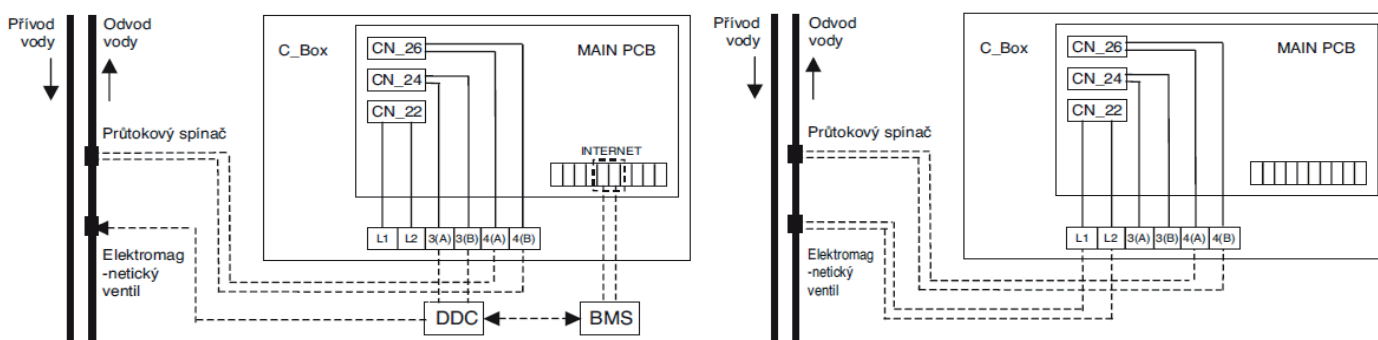 Přívod
vody
Odvod
vody
C_Box
CN_26
CN_24
CN_22
MAIN PCB
INTERNET
Průtokový spínač
L1 L2 3(A) 3(B) 4(A) 4(B)
Elektromag
-netický
ventil
DDC
BMS
Přívod
vody
Odvod
vody
C_Box
CN_26
CN_24
CN_22
MAIN PCB
Průtokový spínač
L1 L2 3(A) 3(B) 4(A) 4(B)
Elektromag
-netický
ventil